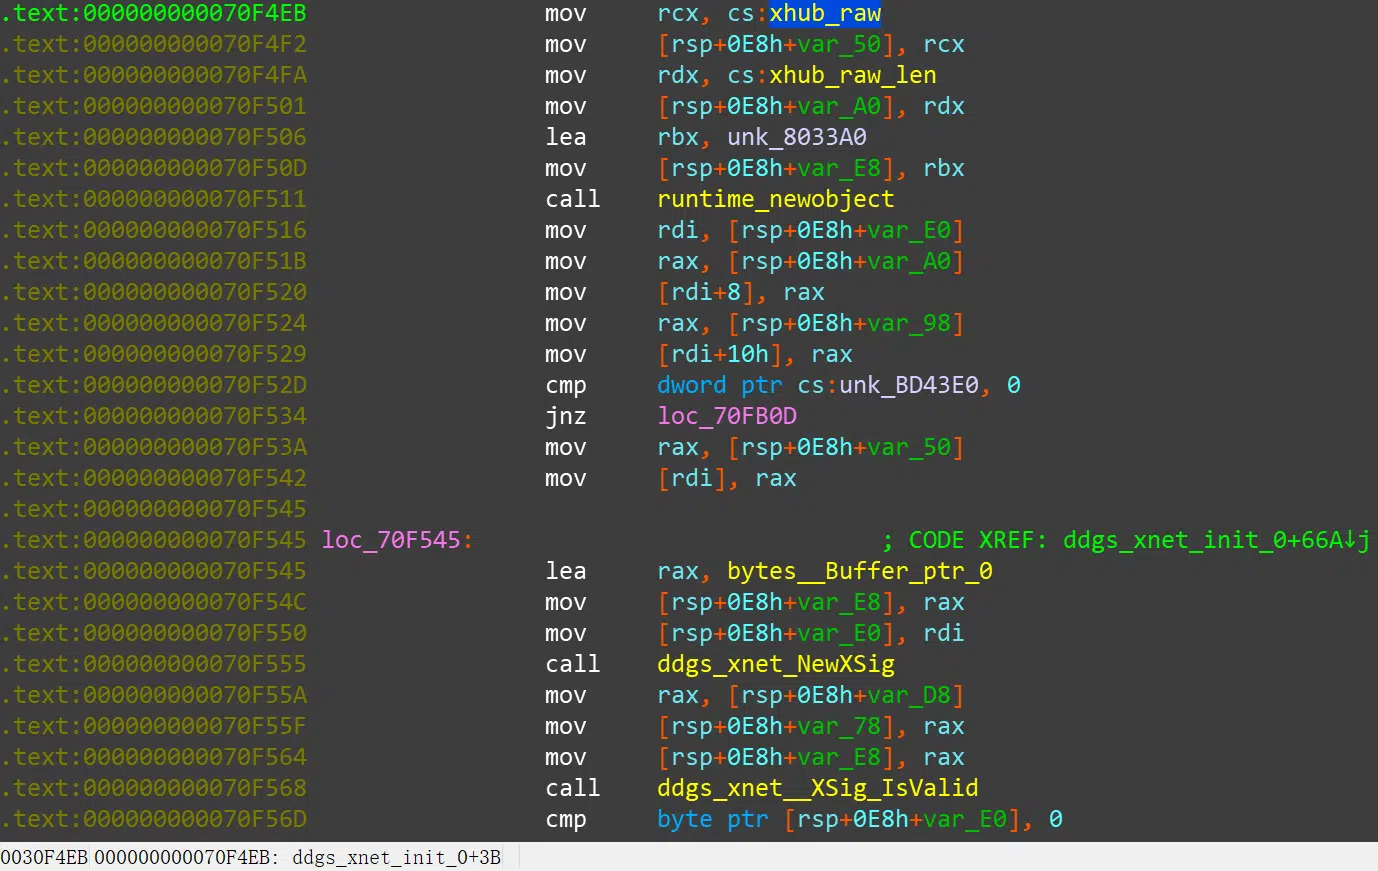 .text:000000000070F4EB mov rcx, cs:xhub_raw
.text:000000000070F4F2 mov [rsp+0E8h+var_50], rcx
.text:000000000070F4FA mov rdx, cs:xhub_raw_len
.text:000000000070F501 mov [rsp+0E8h+var_A0], rdx
.text:000000000070F506 lea rbx, unk_8033A0
.text:000000000070F50D mov [rsp+0E8h+var_E8], rbx
.text:000000000070F511 call runtime_newobject
.text:000000000070F516 mov rdi, [rsp+0E8h+var_E0]
.text:000000000070F51B mov rax, [rsp+0E8h+var_A0]
.text:000000000070F520 mov [rdi+8], rax
.text:000000000070F524 mov rax, [rsp+0E8h+var_98]
.text:000000000070F529 mov [rdi+10h], rax
.text:000000000070F52D cmp dword ptr cs:unk_BD43E0, 0
.text:000000000070F534 jnz loc_70FB0D
.text:000000000070F53A mov rax, [rsp+0E8h+var_50]
.text:000000000070F542 mov [rdi], rax
.text:000000000070F545
.text:000000000070F545 loc_70F545: ; CODE XREF: ddgs_xnet_init_0+66A↓j
.text:000000000070F545 lea rax, bytes__Buffer_ptr_0
.text:000000000070F54C mov [rsp+0E8h+var_E8], rax
.text:000000000070F550 mov [rsp+0E8h+var_E0], rdi
.text:000000000070F555 call ddgs_xnet_NewXSig
.text:000000000070F55A mov rax, [rsp+0E8h+var_D8]
.text:000000000070F55F mov [rsp+0E8h+var_78], rax
.text:000000000070F564 mov [rsp+0E8h+var_E8], rax
.text:000000000070F568 call ddgs_xnet__XSig_IsValid
.text:000000000070F56D cmp byte ptr [rsp+0E8h+var_E0], 0
0030F4EB 000000000070F4EB: ddgs_xnet_init_0+3B